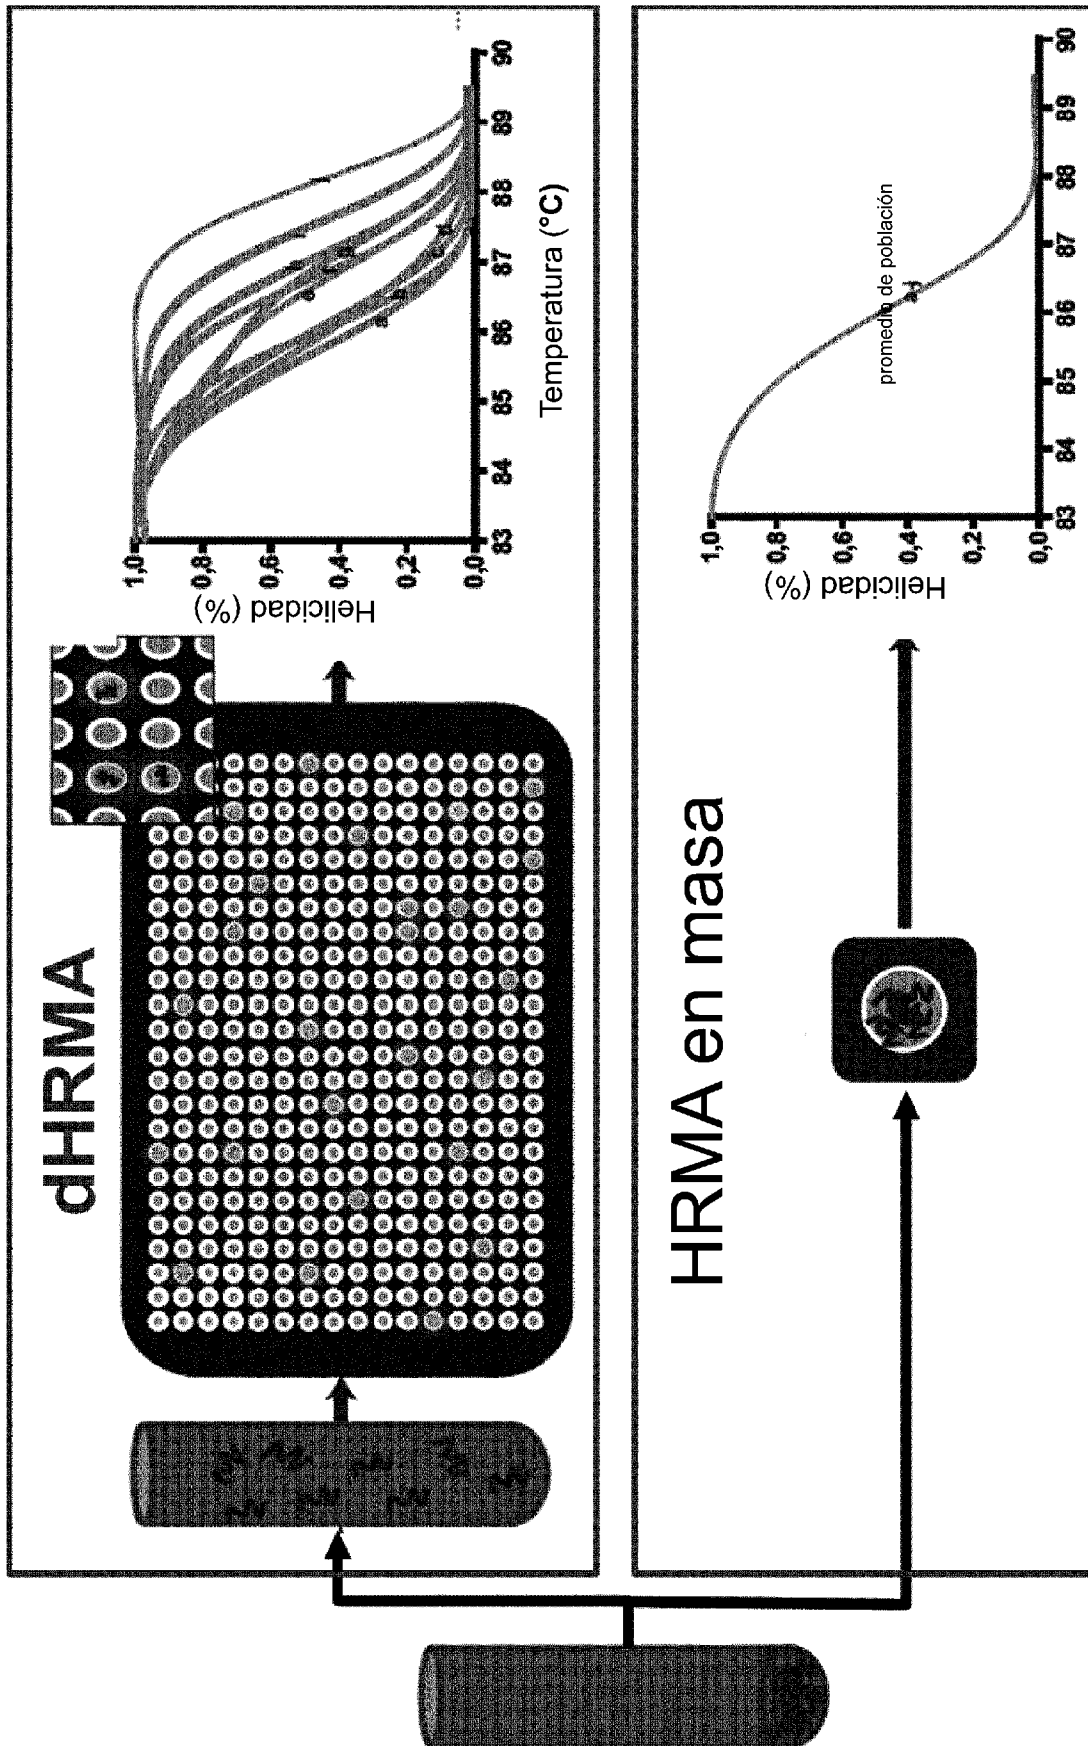 dHRMA
Helicidad (%)
1,0
0,8
0,6
0,4
0,2
0,0
83
84
85
86
87
88
89
90
Temperatura (°C)
a
b
c
d
e
f
g
h
i
j
HRMA en masa
Helicidad (%)
1,0
0,8
0,6
0,4
0,2
0,0
83
84
85
86
87
88
89
90
promedio de población
a-j